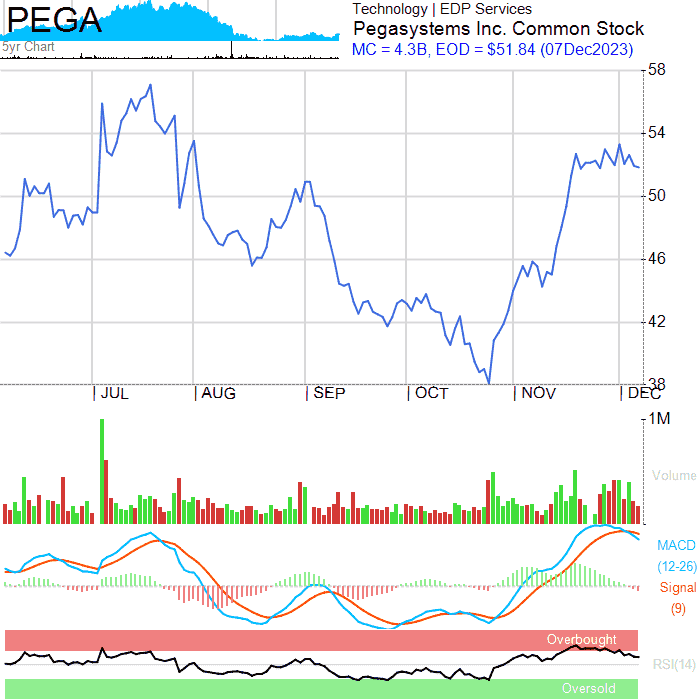 PEGA
5yr Chart
Technology | EDP Services
Pegasystems Inc. Common Stock
MC = 4.3B, EOD = $51.84 (07Dec2023)
58
54
50
46
42
38
JUL AUG SEP OCT NOV DEC
1M
Volume
MACD
(12-26)
Signal
(9)
Overbought
RSI(14)
Oversold